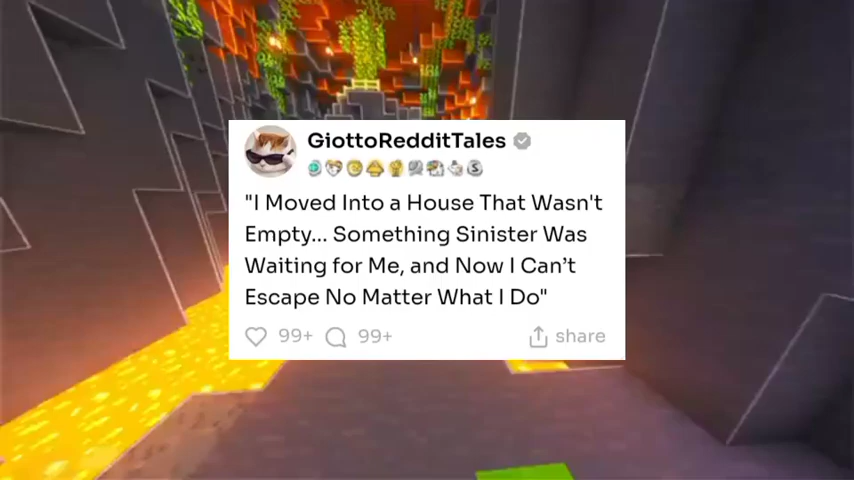 GiottoRedditTales
"I Moved Into a House That Wasn't
Empty... Something Sinister Was
Waiting for Me, and Now I Can’t
Escape No Matter What I Do"
99+ 99+ share